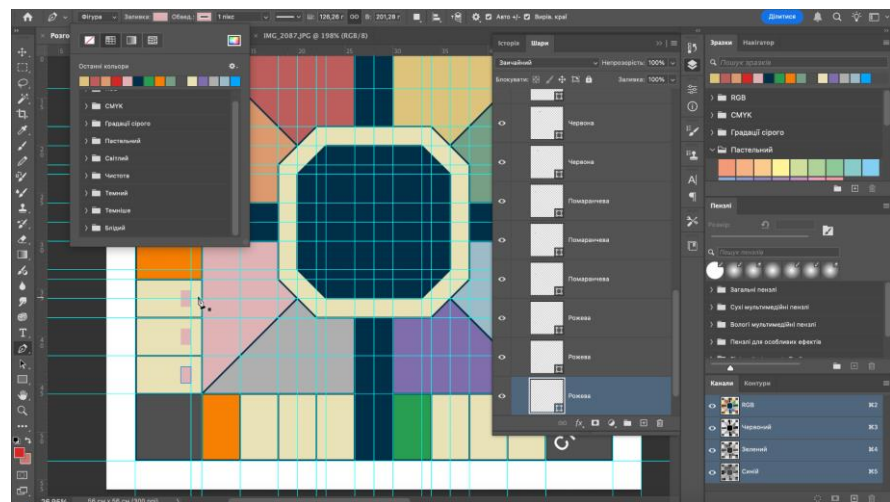 Фігура Заливка: Обвед.: 1 пікс Ш: 128,28 г В: 201,28 г Авто +/- Вирів. краї Ділитися
× Розго
× IMG_2087.JPG @ 198% (RGB/8)
Останні кольори
CMYK
Градації сірого
Пастельний
Світлий
Чистота
Темний
Темніше
Блідий
Історія Шари
Звичайний Непрозорість: 100%
Блокувати: Заливка: 100%
Червона
Червона
Помаранчева
Помаранчева
Помаранчева
Рожева
Рожева
Рожева
fx
Зразки Навігатор
Пошук зразків
RGB
CMYK
Градації сірого
Пастельний
Пензлі
Розмір:
Пошук пензлів
Загальні пензлі
Сухі мультимедійні пензлі
Вологі мультимедійні пензлі
Пензлі для особливих ефектів
Канали Контури
RGB ⌘2
Червоний ⌘3
Зелений ⌘4
Синій ⌘5